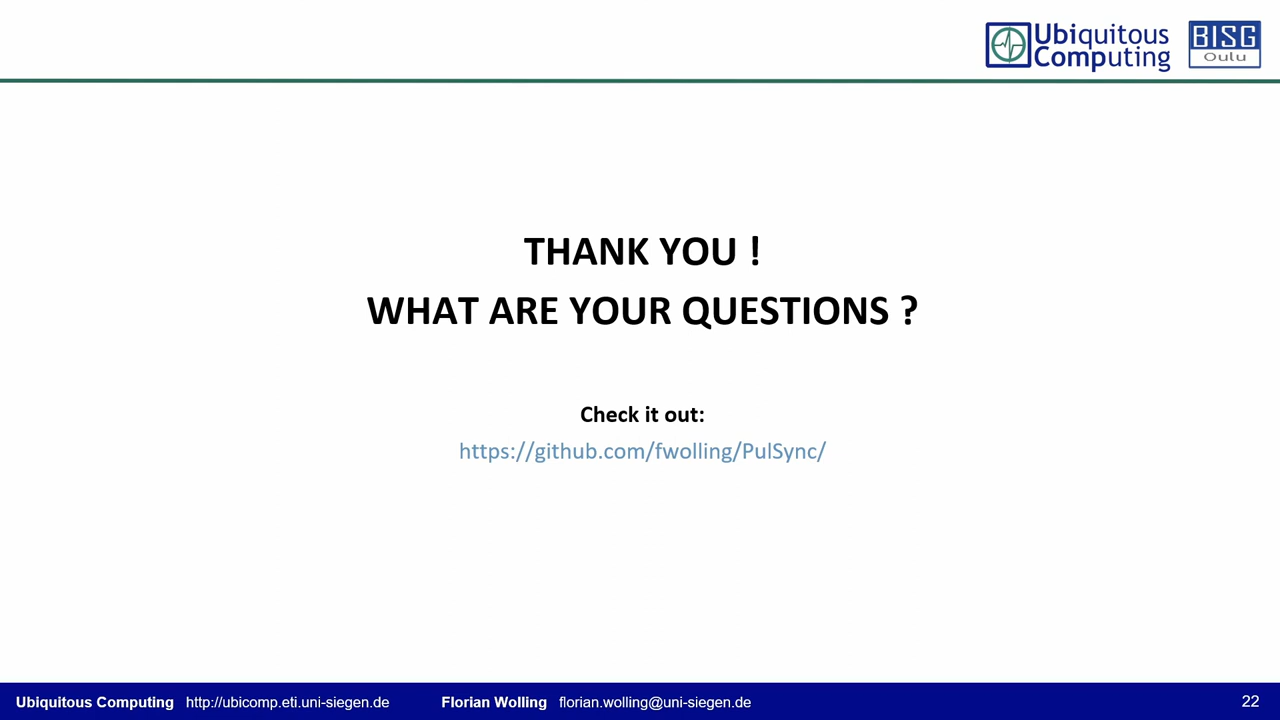 Ubiquitous
Computing
BISG
Oulu
THANK YOU !
WHAT ARE YOUR QUESTIONS ?
Check it out:
https://github.com/fwolling/PulSync/
Ubiquitous Computing http://ubicomp.eti.uni-siegen.de Florian Wolling florian.wolling@uni-siegen.de 22